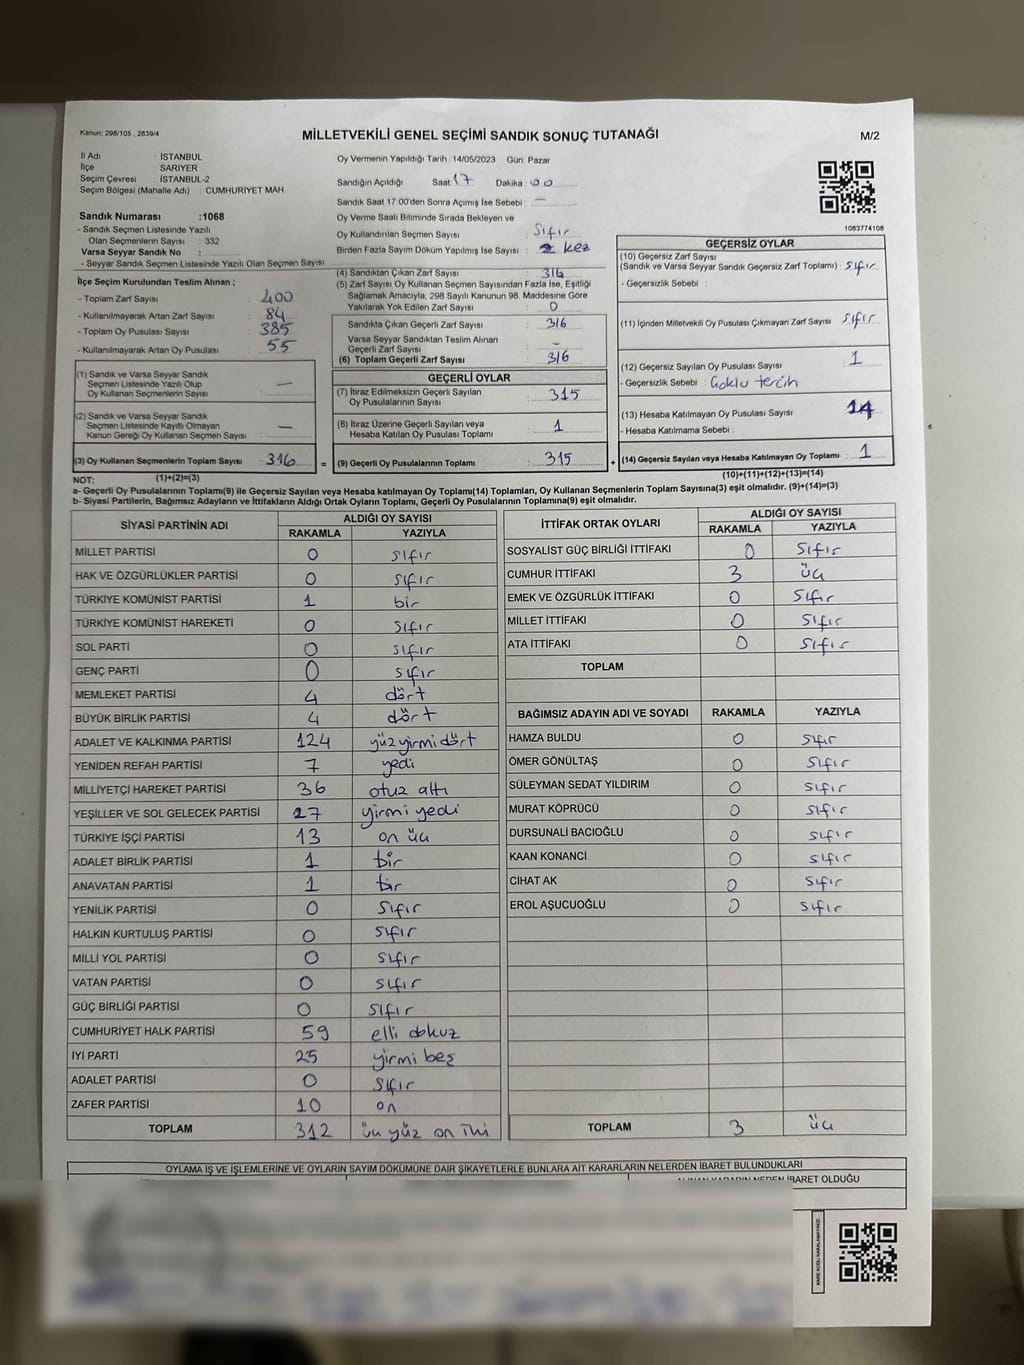 Kanun: 298/105 , 2839/4
MİLLETVEKİLİ GENEL SEÇİMİ SANDIK SONUÇ TUTANAĞI
M/2
İl Adı : İSTANBUL
İlçe : SARIYER
Seçim Çevresi : İSTANBUL-2
Seçim Bölgesi (Mahalle Adı) : CUMHURİYET MAH.
Oy Vermenin Yapıldığı Tarih :14/05/2023 Gün: Pazar
Sandığın Açıldığı Saat: 17 Dakika: 00
Sandık Saat 17:00'den Sonra Açımış İse Sebebi : —
Oy Verme Saati Bitiminde Sırada Bekleyen ve
Oy Kullandırılan Seçmen Sayısı : Sıfır
Birden Fazla Sayım Döküm Yapılmış İse Sayısı : 2 kez
1083774106
Sandık Numarası :1068
- Sandık Seçmen Listesinde Yazılı
Olan Seçmenlerin Sayısı : 332
Varsa Seyyar Sandık No :
- Seyyar Sandık Seçmen Listesinde Yazılı Olan Seçmen Sayısı:
İlçe Seçim Kurulundan Teslim Alınan ;
- Toplam Zarf Sayısı : 400
- Kullanılmayarak Artan Zarf Sayısı : 84
- Toplam Oy Pusulası Sayısı : 385
- Kullanılmayarak Artan Oy Pusulası : 55
(1) Sandık ve Varsa Seyyar Sandık
Seçmen Listesinde Yazılı Olup
Oy Kullanan Seçmenlerin Sayısı : —
(2) Sandık ve Varsa Seyyar Sandık
Seçmen Listesinde Kayıtlı Olmayan
Kanun Gereği Oy Kullanan Seçmen Sayısı : —
(3) Oy Kullanan Seçmenlerin Toplam Sayısı : 316
(4) Sandıktan Çıkan Zarf Sayısı : 316
(5) Zarf Sayısı Oy Kullanan Seçmen Sayısından Fazla İse, Eşitliği
Sağlamak Amacıyla, 298 Sayılı Kanunun 98. Maddesine Göre
Yakılarak Yok Edilen Zarf Sayısı : 0
Sandıkta Çıkan Geçerli Zarf Sayısı : 316
Varsa Seyyar Sandıktan Teslim Alınan
Geçerli Zarf Sayısı : —
(6) Toplam Geçerli Zarf Sayısı : 316
GEÇERLİ OYLAR
(7) İtiraz Edilmeksizin Geçerli Sayılan
Oy Pusulalarının Sayısı : 315
(8) İtiraz Üzerine Geçerli Sayılan veya
Hesaba Katılan Oy Pusulası Toplamı : 1
= (9) Geçerli Oy Pusulalarının Toplamı : 315
GEÇERSİZ OYLAR
(10) Geçersiz Zarf Sayısı
(Sandık ve Varsa Seyyar Sandık Geçersiz Zarf Toplamı) : Sıfır
- Geçersizlik Sebebi :
(11) İçinden Milletvekili Oy Pusulası Çıkmayan Zarf Sayısı : Sıfır
(12) Geçersiz Sayılan Oy Pusulası Sayısı : 1
- Geçersizlik Sebebi : Çoklu tercih
(13) Hesaba Katılmayan Oy Pusulası Sayısı : 14
- Hesaba Katılmama Sebebi :
+ (14) Geçersiz Sayılan veya Hesaba Katılmayan Oy Toplamı : 1
NOT: (1)+(2)=(3)
(10)+(11)+(12)+(13)=(14)
a- Geçerli Oy Pusulalarının Toplamı(9) ile Geçersiz Sayılan veya Hesaba katılmayan Oy Toplamı(14) Toplamları, Oy Kullanan Seçmenlerin Toplam Sayısına(3) eşit olmalıdır. (9)+(14)=(3)
b- Siyasi Partilerin, Bağımsız Adayların ve İttifakların Aldığı Ortak Oyların Toplamı, Geçerli Oy Pusulalarının Toplamına(9) eşit olmalıdır.
SİYASİ PARTİNİN ADI ALDIĞI OY SAYISI
RAKAMLA YAZIYLA
MİLLET PARTİSİ 0 sıfır
HAK VE ÖZGÜRLÜKLER PARTİSİ 0 sıfır
TÜRKİYE KOMÜNİST PARTİSİ 1 bir
TÜRKİYE KOMÜNİST HAREKETİ 0 sıfır
SOL PARTİ 0 sıfır
GENÇ PARTİ 0 sıfır
MEMLEKET PARTİSİ 4 dört
BÜYÜK BİRLİK PARTİSİ 4 dört
ADALET VE KALKINMA PARTİSİ 124 yüzyirmidört
YENİDEN REFAH PARTİSİ 7 yedi
MİLLİYETÇİ HAREKET PARTİSİ 36 otuz altı
YEŞİLLER VE SOL GELECEK PARTİSİ 27 yirmi yedi
TÜRKİYE İŞÇİ PARTİSİ 13 on üç
ADALET BİRLİK PARTİSİ 1 bir
ANAVATAN PARTİSİ 1 bir
YENİLİK PARTİSİ 0 sıfır
HALKIN KURTULUŞ PARTİSİ 0 sıfır
MİLLİ YOL PARTİSİ 0 sıfır
VATAN PARTİSİ 0 sıfır
GÜÇ BİRLİĞİ PARTİSİ 0 sıfır
CUMHURİYET HALK PARTİSİ 59 elli dokuz
İYİ PARTİ 25 yirmi beş
ADALET PARTİSİ 0 sıfır
ZAFER PARTİSİ 10 on
TOPLAM 312 üç yüz on iki
İTTİFAK ORTAK OYLARI ALDIĞI OY SAYISI
RAKAMLA YAZIYLA
SOSYALİST GÜÇ BİRLİĞİ İTTİFAKI 0 Sıfır
CUMHUR İTTİFAKI 3 üç
EMEK VE ÖZGÜRLÜK İTTİFAKI 0 Sıfır
MİLLET İTTİFAKI 0 Sıfır
ATA İTTİFAKI 0 Sıfır
TOPLAM
BAĞIMSIZ ADAYIN ADI VE SOYADI RAKAMLA YAZIYLA
HAMZA BULDU 0 Sıfır
ÖMER GÖNÜLTAŞ 0 Sıfır
SÜLEYMAN SEDAT YILDIRIM 0 Sıfır
MURAT KÖPRÜCÜ 0 sıfır
DURSUNALİ BACIOĞLU 0 sıfır
KAAN KONANCİ 0 sıfır
CİHAT AK 0 Sıfır
EROL AŞUCUOĞLU 0 sıfır
TOPLAM 3 üç
OYLAMA İŞ VE İŞLEMLERİNE VE OYLARIN SAYIM DÖKÜMÜNE DAİR ŞİKAYETLERLE BUNLARA AİT KARARLARIN NELERDEN İBARET BULUNDUKLARI
İBARET OLDUĞU